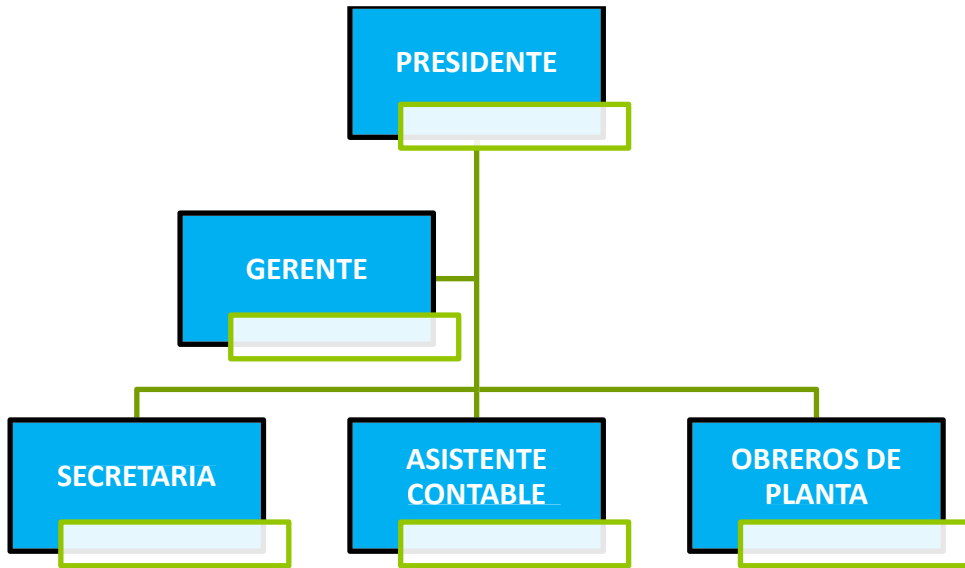 PRESIDENTE
GERENTE
SECRETARIA
ASISTENTE
CONTABLE
OBREROS DE
PLANTA